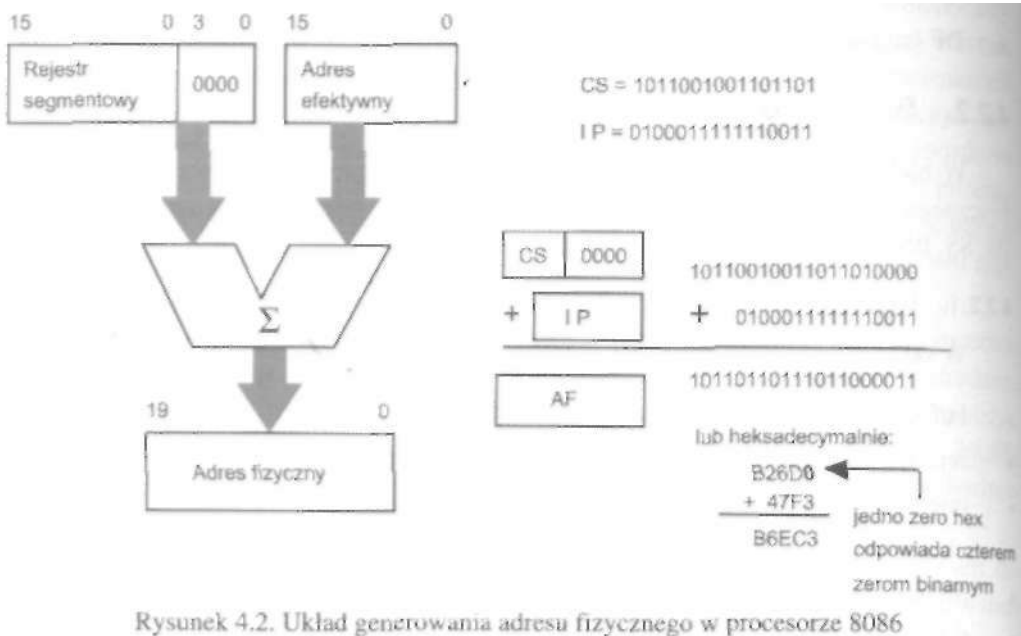 15 0 3 0 15 0
Rejestr
segmentowy
0000
Adres
efektywny
CS = 1011001001101101
I P = 0100011111110011
Σ
19 0
Adres fizyczny
CS 0000 10110010011011010000
+ I P + 0100011111110011
AF 10110110111011000011
lub heksadecymalnie:
B26D0
+ 47F3
B6EC3
jedno zero hex
odpowiada czterem
zerom binarnym
Rysunek 4.2. Układ generowania adresu fizycznego w procesorze 8086